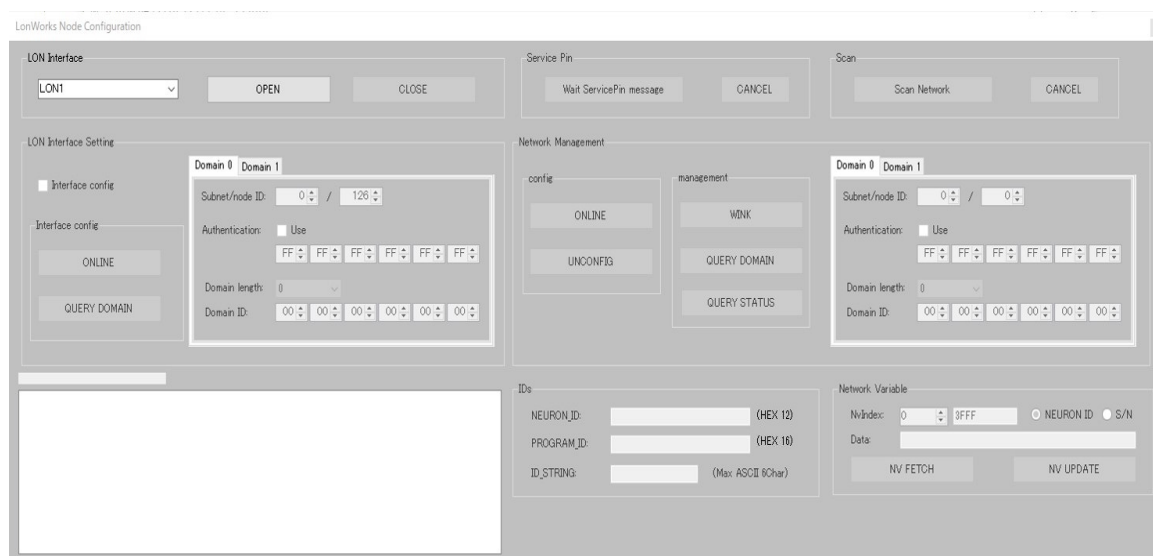 LonWorks Node Configuration
LON Interface
LON1 OPEN CLOSE
Service Pin
Wait ServicePin message CANCEL
Scan
Scan Network CANCEL
LON Interface Setting
Interface config
Interface config
ONLINE
QUERY DOMAIN
Domain 0 Domain 1
Subnet/node ID: 0 / 126
Authentication: Use
FF FF FF FF FF FF
Domain length: 0
Domain ID: 00 00 00 00 00 00
Network Management
config
ONLINE
UNCONFIG
management
WINK
QUERY DOMAIN
QUERY STATUS
Domain 0 Domain 1
Subnet/node ID: 0 / 0
Authentication: Use
FF FF FF FF FF FF
Domain length: 0
Domain ID: 00 00 00 00 00 00
IDs
NEURON_ID: (HEX 12)
PROGRAM_ID: (HEX 16)
ID_STRING: (Max ASCII 6Char)
Network Variable
NvIndex: 0 3FFF NEURON ID S/N
Data:
NV FETCH NV UPDATE